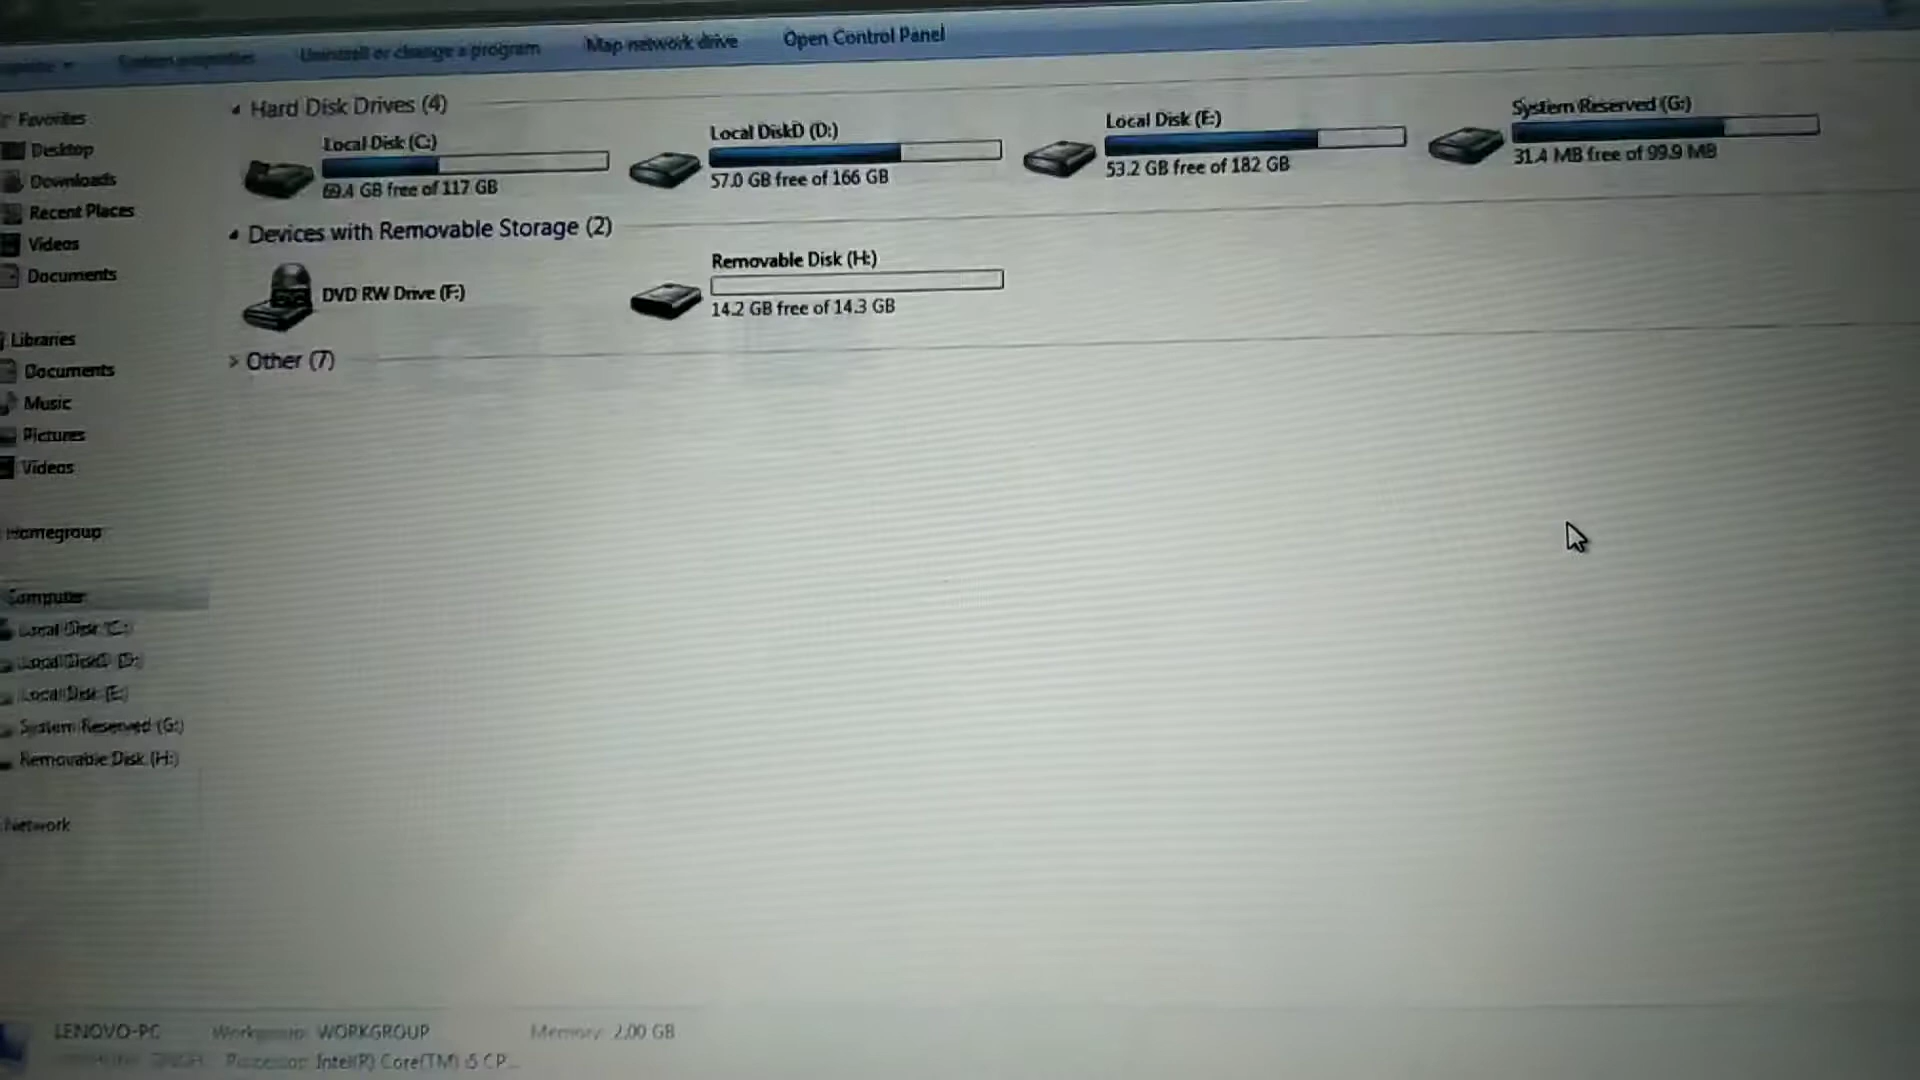 System properties Uninstall or change a program Map network drive Open Control Panel
Favorites
Desktop
Downloads
Recent Places
Videos
Documents
Libraries
Documents
Music
Pictures
Videos
Homegroup
Computer
Local Disk (C:)
Local DiskD (D:)
Local Disk (E:)
System Reserved (G:)
Removable Disk (H:)
Network
Hard Disk Drives (4)
Local Disk (C:)
69.4 GB free of 117 GB
Local DiskD (D:)
57.0 GB free of 166 GB
Local Disk (E:)
53.2 GB free of 182 GB
System Reserved (G:)
31.4 MB free of 99.9 MB
Devices with Removable Storage (2)
DVD RW Drive (F:)
Removable Disk (H:)
14.2 GB free of 14.3 GB
Other (7)
LENOVO-PC Workgroup: WORKGROUP Memory: 2.00 GB
Processor: Intel(R) Core(TM) i5 CP...